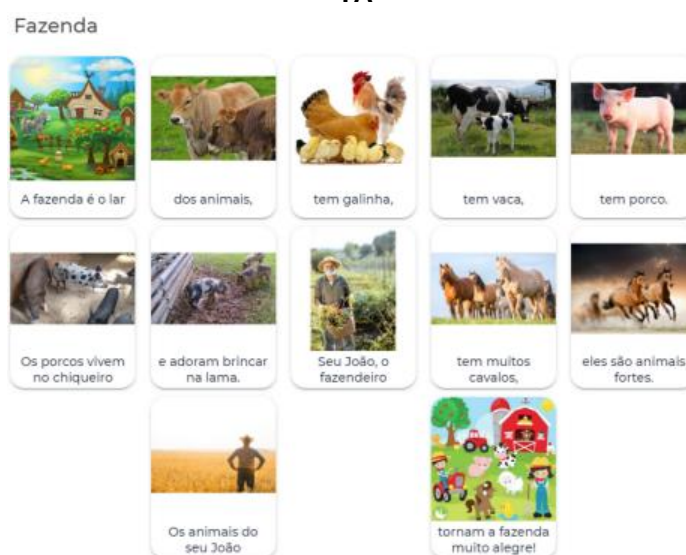 Fazenda
A fazenda é o lar
dos animais,
tem galinha,
tem vaca,
tem porco.
Os porcos vivem
no chiqueiro
e adoram brincar
na lama.
Seu João, o
fazendeiro
tem muitos
cavalos,
eles são animais
fortes.
Os animais do
seu João
tornam a fazenda
muito alegre!